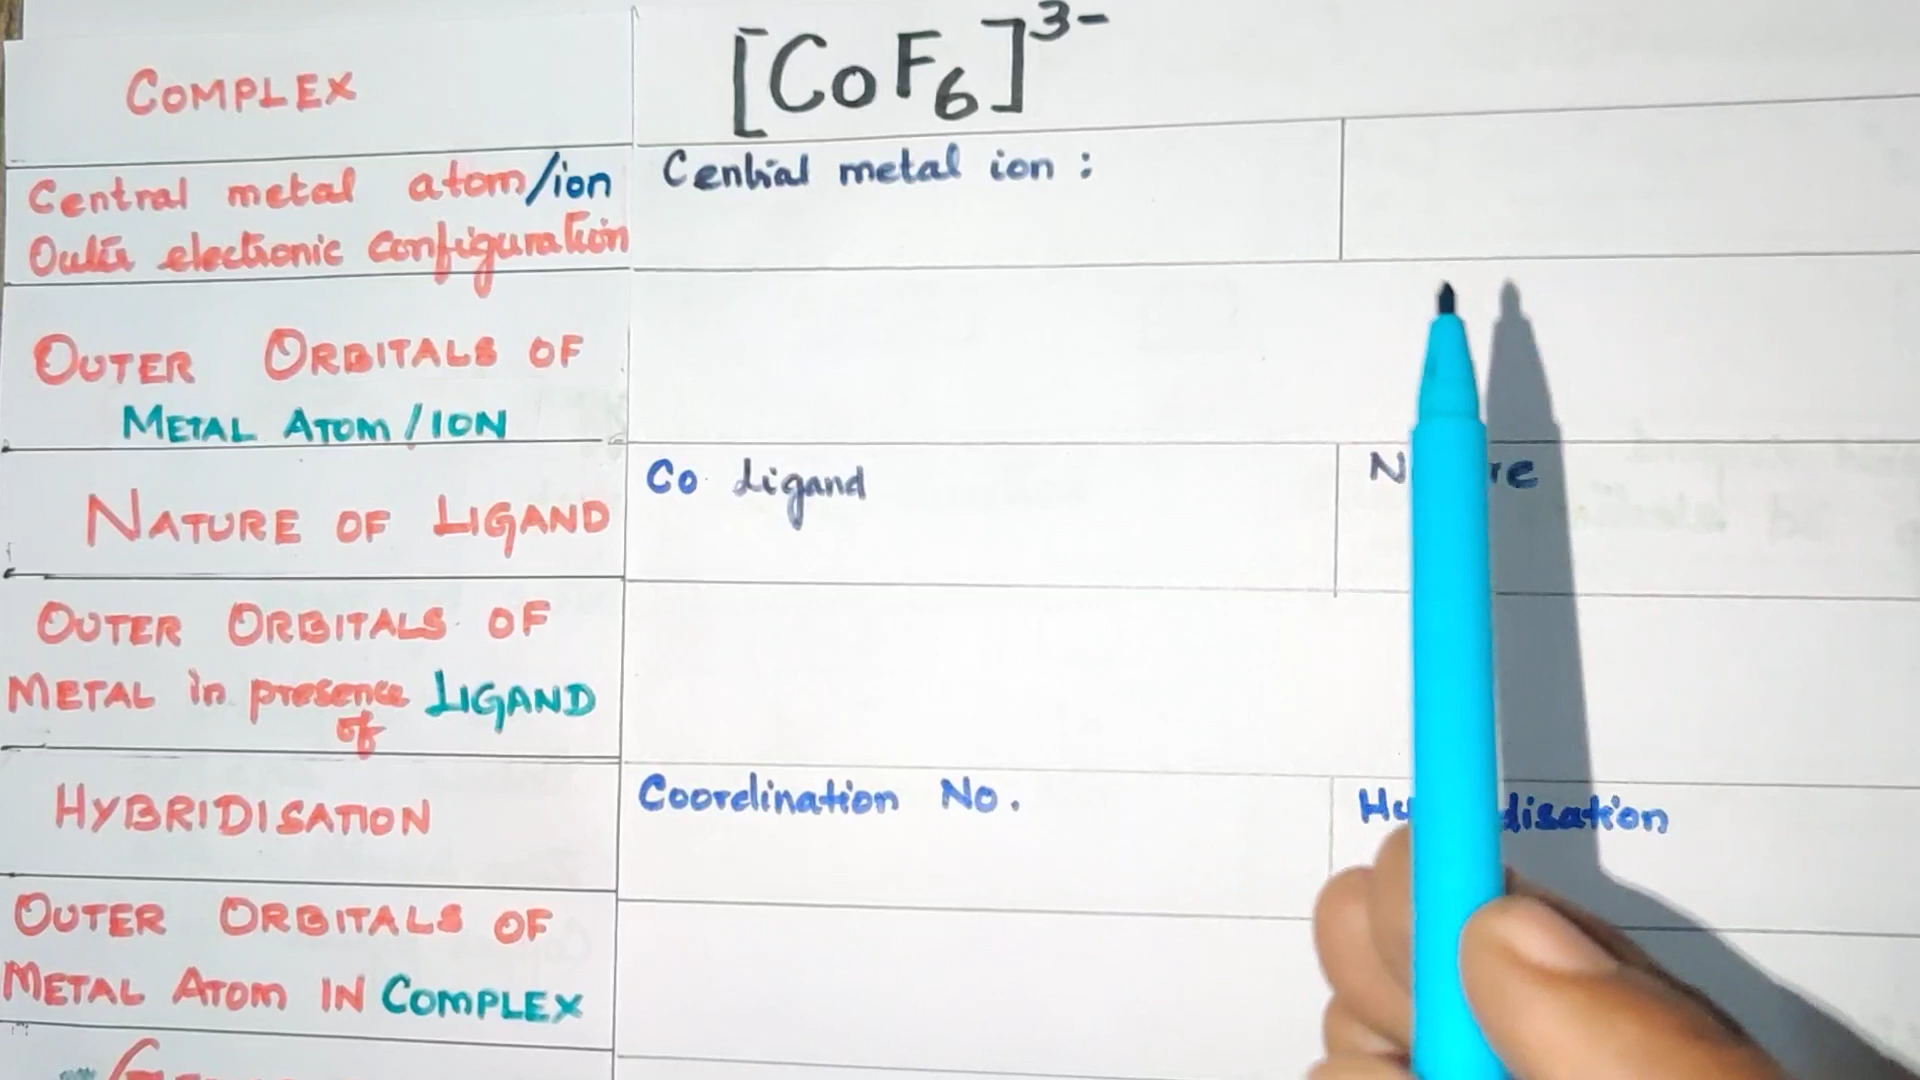 COMPLEX
[CoF6]3-
Central metal atom/ion
Outer electronic configuration
Central metal ion :
OUTER ORBITALS OF
METAL ATOM/ION
NATURE OF LIGAND
Co Ligand
OUTER ORBITALS OF
METAL in presence LIGAND
of
HYBRIDISATION
Coordination No.
OUTER ORBITALS OF
METAL ATOM IN COMPLEX